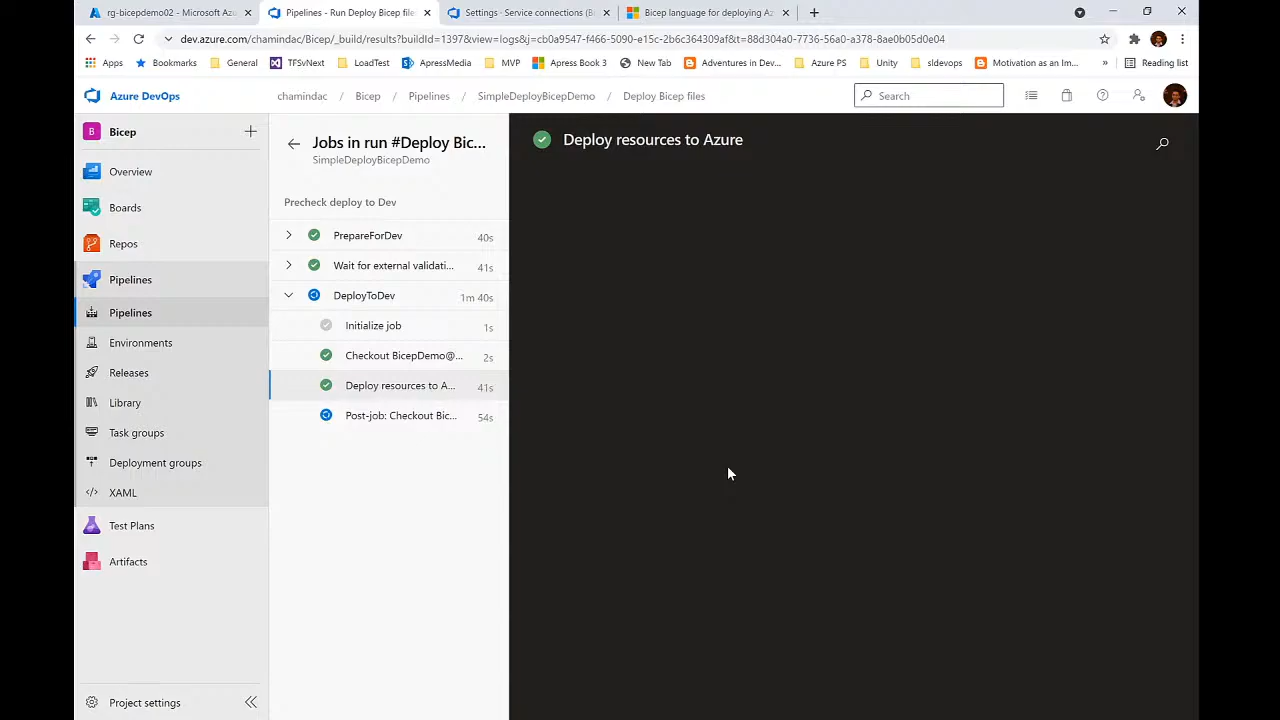 rg-bicepdemo02 - Microsoft Azu
Pipelines - Run Deploy Bicep file
Settings - Service connections (B
Bicep language for deploying Az
dev.azure.com/chamindac/Bicep/_build/results?buildId=1397&view=logs&j=cb0a9547-f466-5090-e15c-2b6c364309af&t=88d304a0-7736-56a0-a378-8ae0b05d0e04
Apps
Bookmarks
General
TFSvNext
LoadTest
ApressMedia
MVP
Apress Book 3
New Tab
Adventures in Dev...
Azure PS
Unity
sldevops
Motivation as an Im...
»
Reading list
Azure DevOps
chamindac / Bicep / Pipelines / SimpleDeployBicepDemo / Deploy Bicep files
Search
B
Bicep
Overview
Boards
Repos
Pipelines
Pipelines
Environments
Releases
Library
Task groups
Deployment groups
XAML
Test Plans
Artifacts
Project settings
Jobs in run #Deploy Bic...
SimpleDeployBicepDemo
Precheck deploy to Dev
PrepareForDev 40s
Wait for external validati... 41s
DeployToDev 1m 40s
Initialize job 1s
Checkout BicepDemo@... 2s
Deploy resources to A... 41s
Post-job: Checkout Bic... 54s
Deploy resources to Azure